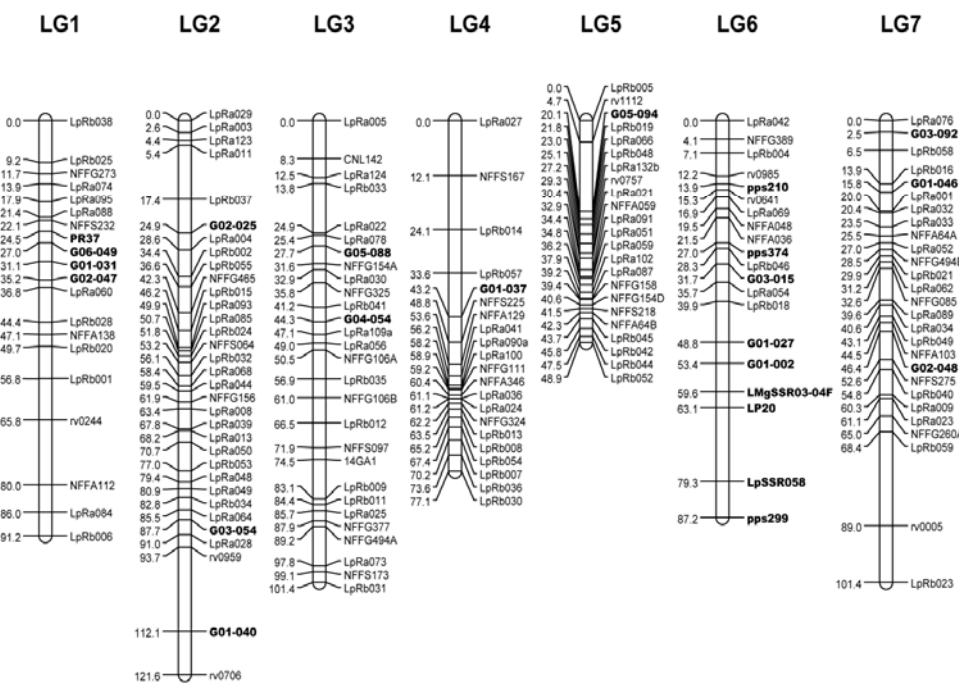 LG1 LG2 LG3 LG4 LG5 LG6 LG7
0.0 LpRb038
9.2 LpRb025
11.7 NFFG273
13.9 LpRa074
17.9 LpRa095
21.4 LpRa088
22.1 NFFS232
24.5 PR37
27.0 G06-049
31.1 G01-031
35.2 G02-047
36.8 LpRa060
44.4 LpRb028
47.1 NFFA138
49.7 LpRb020
56.8 LpRb001
65.8 rv0244
80.0 NFFA112
86.0 LpRa084
91.2 LpRb006
0.0 LpRa029
2.6 LpRa003
4.4 LpRa123
5.4 LpRa011
17.4 LpRb037
24.9 G02-025
28.6 LpRa004
34.4 LpRb002
36.6 LpRb055
42.3 NFFG465
46.2 LpRb015
49.9 LpRa093
50.7 LpRa085
51.8 LpRb024
53.2 NFFS064
56.1 LpRb032
58.4 LpRa068
59.5 LpRa044
61.9 NFFG156
63.4 LpRa008
67.8 LpRa039
68.2 LpRa013
70.7 LpRa050
77.0 LpRb053
79.4 LpRa048
80.9 LpRa049
82.8 LpRb034
85.5 LpRa064
87.7 G03-054
91.0 LpRa028
93.7 rv0959
112.1 G01-040
121.6 rv0706
0.0 LpRa005
8.3 CNL142
12.5 LpRa124
13.8 LpRb033
24.9 LpRa022
25.4 LpRa078
27.7 G05-088
31.6 NFFG154A
32.9 LpRa030
35.8 NFFG325
41.2 LpRb041
44.3 G04-054
47.1 LpRa109a
49.0 LpRa056
50.5 NFFG106A
56.9 LpRb035
61.0 NFFG106B
66.5 LpRb012
71.9 NFFS097
74.5 14GA1
83.1 LpRb009
84.4 LpRb011
85.7 LpRa025
87.9 NFFG377
89.2 NFFG494A
97.8 LpRa073
99.1 NFFS173
101.4 LpRb031
0.0 LpRa027
12.1 NFFS167
24.1 LpRb014
33.6 LpRb057
43.2 G01-037
48.8 NFFS225
53.6 NFFA129
56.2 LpRa041
58.2 LpRa090a
58.9 LpRa100
59.2 NFFG111
60.4 NFFA346
61.1 LpRa036
61.2 LpRa024
62.2 NFFG324
63.5 LpRb013
65.2 LpRb008
67.4 LpRb054
70.2 LpRb007
73.6 LpRb036
77.1 LpRb030
0.0 LpRb005
4.7 rv1112
20.1 G05-094
21.8 LpRb019
23.0 LpRa066
25.1 LpRb048
27.2 LpRa132b
29.3 rv0757
30.4 LpRa021
32.9 NFFA059
34.4 LpRa091
34.8 LpRa051
36.2 LpRa059
37.9 LpRa102
39.2 LpRa087
39.4 NFFG158
40.6 NFFG154D
41.5 NFFS218
42.3 NFFA64B
43.7 LpRb045
45.8 LpRb042
47.5 LpRb044
48.9 LpRb052
0.0 LpRa042
4.1 NFFG389
7.1 LpRb004
12.2 rv0985
13.9 pps210
15.3 rv0641
16.9 LpRa069
19.5 NFFA048
21.5 NFFA036
27.0 pps374
28.3 LpRb046
31.7 G03-015
35.7 LpRa054
39.9 LpRb018
48.8 G01-027
53.4 G01-002
59.6 LMgSSR03-04F
63.1 LP20
79.3 LpSSR058
87.2 pps299
0.0 LpRa076
2.5 G03-092
6.5 LpRb058
13.9 LpRb016
15.8 G01-046
20.0 LpRa001
20.4 LpRa032
23.5 LpRa033
25.5 NFFA64A
LpRa052
28.5 NFFG494
29.9 LpRb021
31.2 LpRa062
32.6 NFFG085
39.6 LpRa089
40.6 LpRa034
43.1 LpRb049
44.5 NFFA103
46.4 G02-048
52.6 NFFS275
54.8 LpRb040
60.3 LpRa009
61.1 LpRa023
65.0 NFFG260
68.4 LpRb059
89.0 rv0005
101.4 LpRb023